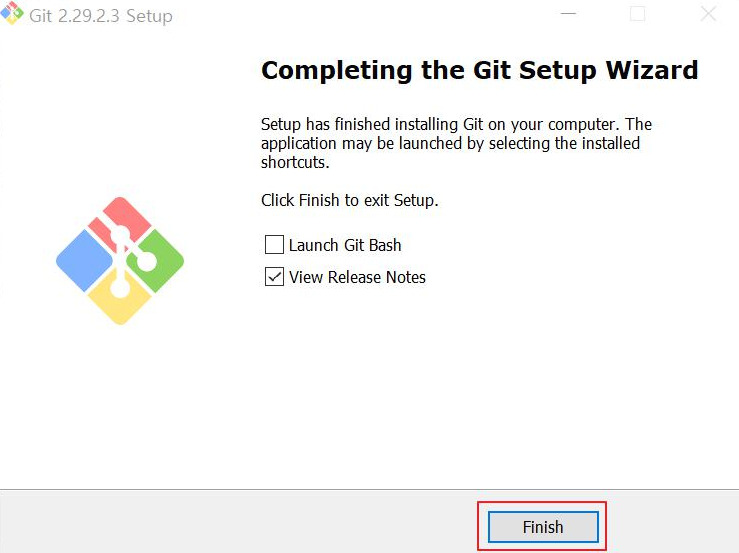 Git 2.29.2.3 Setup
Completing the Git Setup Wizard
Setup has finished installing Git on your computer. The
application may be launched by selecting the installed
shortcuts.
Click Finish to exit Setup.
Launch Git Bash
View Release Notes
Finish